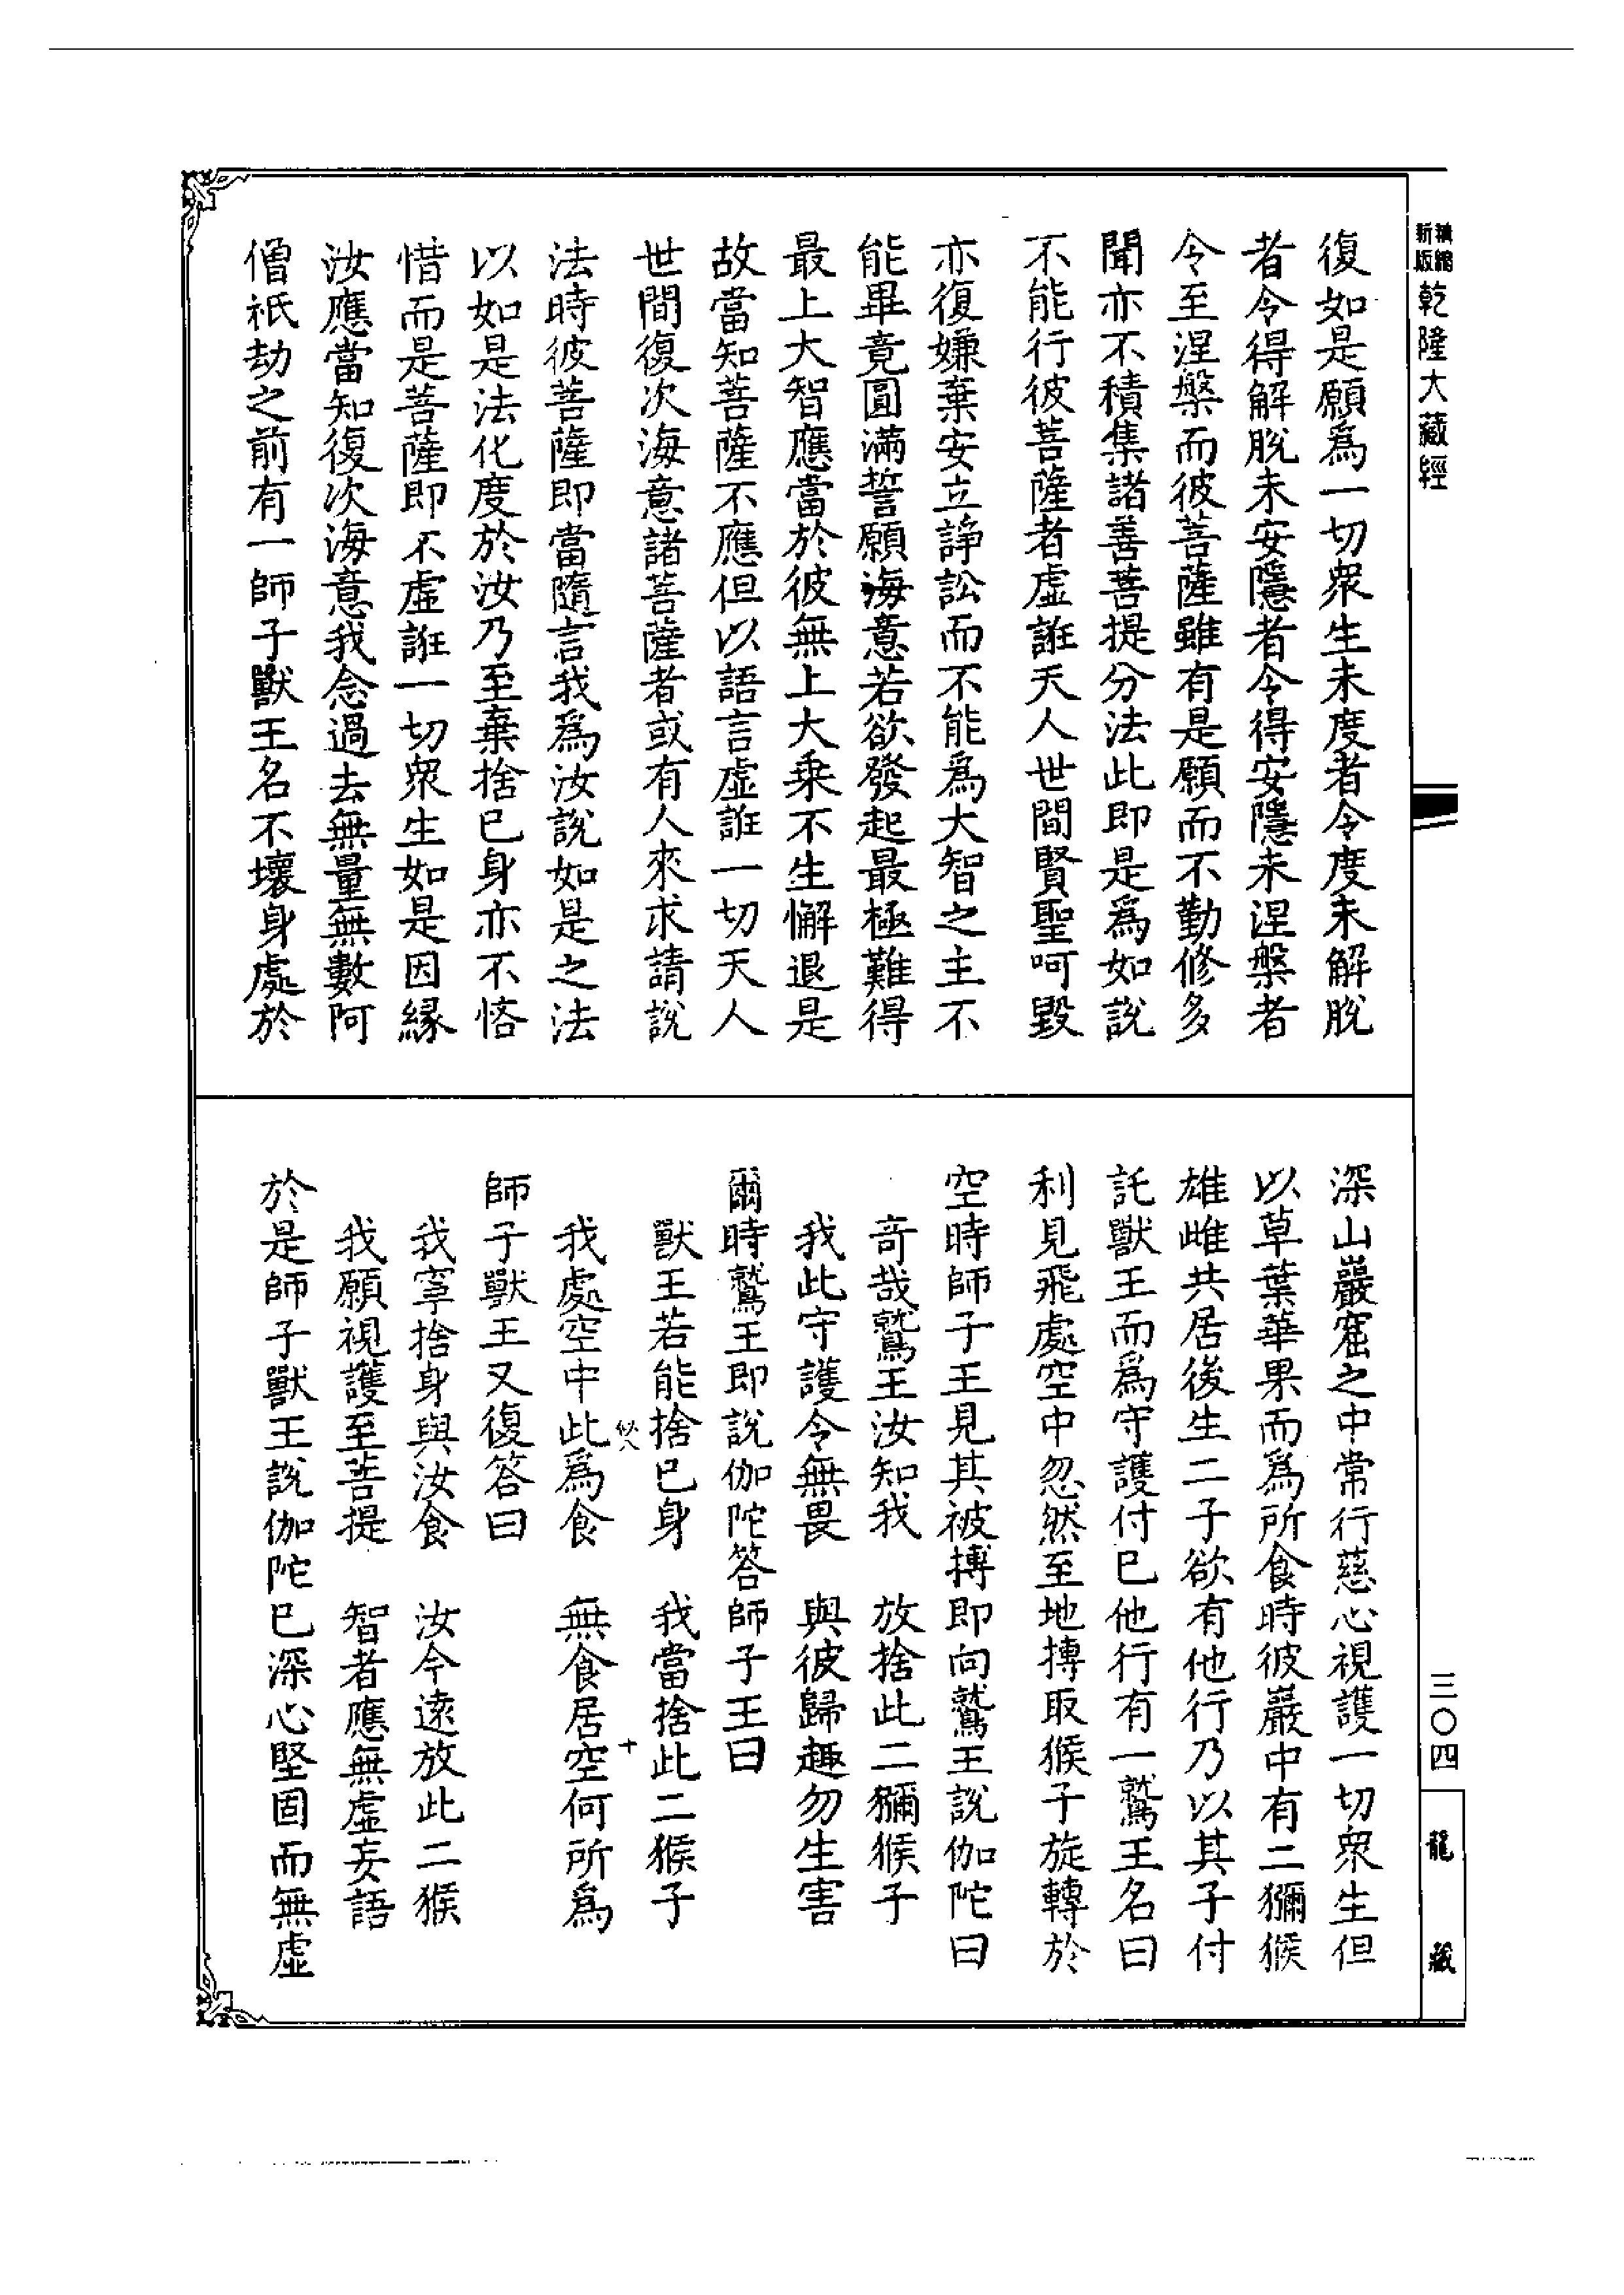 新版精縮乾隆大藏經
復如是願爲一切衆生未度者令度未解脫
者令得解脫未安隱者令得安隱未涅槃者
令至涅槃而彼菩薩雖有是願而不勤修多
聞亦不積集諸善菩提分法此即是爲如說
不能行彼菩薩者虛誑天人世間賢聖呵毀
亦復嫌棄安立諍訟而不能爲大智之主不
能畢竟圓滿誓願海意若欲發起最極難得
最上大智應當於彼無上大乗不生懈退是
故當知菩薩不應但以語言虛誑一切天人
世間復次海意諸菩薩者或有人來求請說
法時彼菩薩即當隨言我爲汝說如是之法
以如是法化度於汝乃至棄捨已身亦不悋
惜而是菩薩即不虛誑一切衆生如是因緣
汝應當知復次海意我念過去無量無數阿
僧祇劫之前有一師子獸王名不壞身處於
深山巖窟之中常行慈心視護一切衆生但
以草葉華果而爲所食時彼巖中有二獼猴
雄雌共居後生二子欲有他行乃以其子付
託獸王而爲守護付已他行有一鷲王名曰
利見飛處空中忽然至地摶取猴子旋轉於
空時師子王見其被摶即向鷲王說伽陀曰
奇哉鷲王汝知我　放捨此二獼猴子
我此守護令無畏　與彼歸趣勿生害
爾時鷲王即說伽陀答師子王曰
獸王若能捨已身　我當捨此二猴子
我處空中此爲食　無食居空何所爲
師子獸王又復答曰
我寧捨身與汝食　汝今遠放此二猴
我願視護至菩提　智者應無虛妄語
於是師子獸王說伽陀已深心堅固而無虛
十
三〇四
龍藏